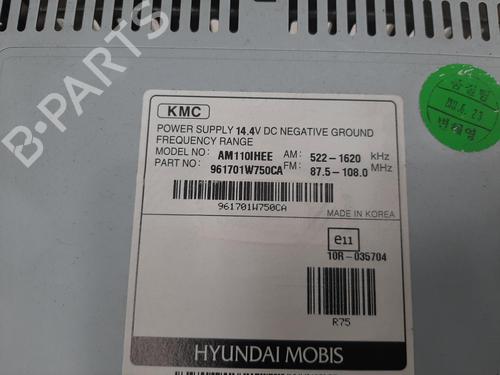 B-PARTS
KMC
POWER SUPPLY 14.4V DC NEGATIVE GROUND
FREQUENCY RANGE
MODEL NO: AM110IHEE AM: 522-1620 kHz
PART NO: 961701W750CA FM: 87.5-108.0 MHz
961701W750CA
MADE IN KOREA
e11
10R-035704
R75
HYUNDAI MOBIS